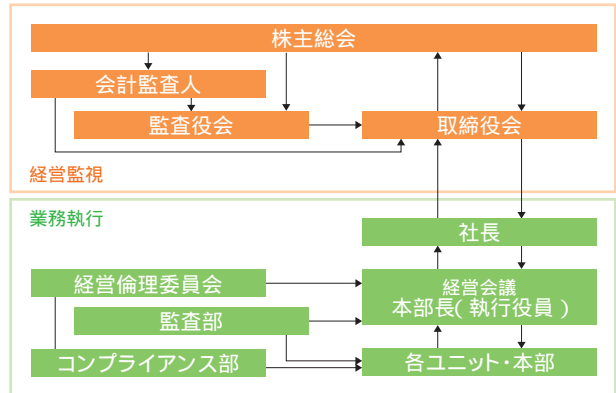 株主総会
会計監査人
監査役会
取締役会
経営監視
業務執行
社長
経営倫理委員会
経営会議
本部長(執行役員)
監査部
コンプライアンス部
各ユニット・本部